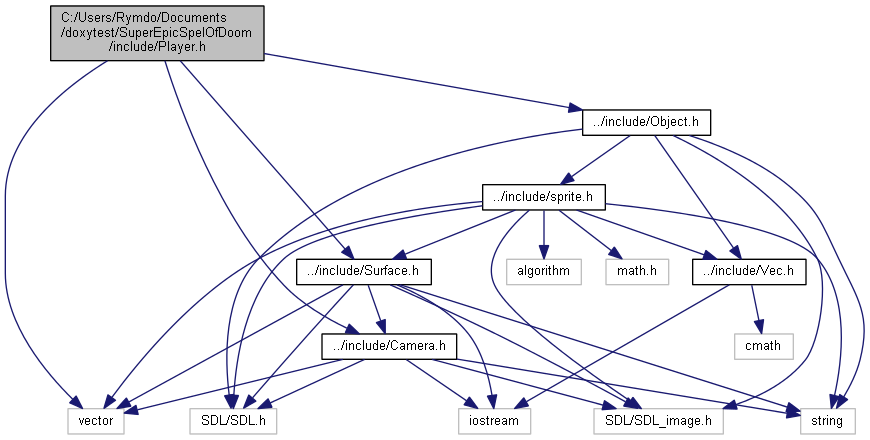 C:/Users/Rymdo/Documents
/doxytest/SuperEpicSpelOfDoom
/include/Player.h
../include/Object.h
../include/sprite.h
../include/Surface.h
algorithm
math.h
../include/Vec.h
../include/Camera.h
cmath
vector
SDL/SDL.h
iostream
SDL/SDL_image.h
string